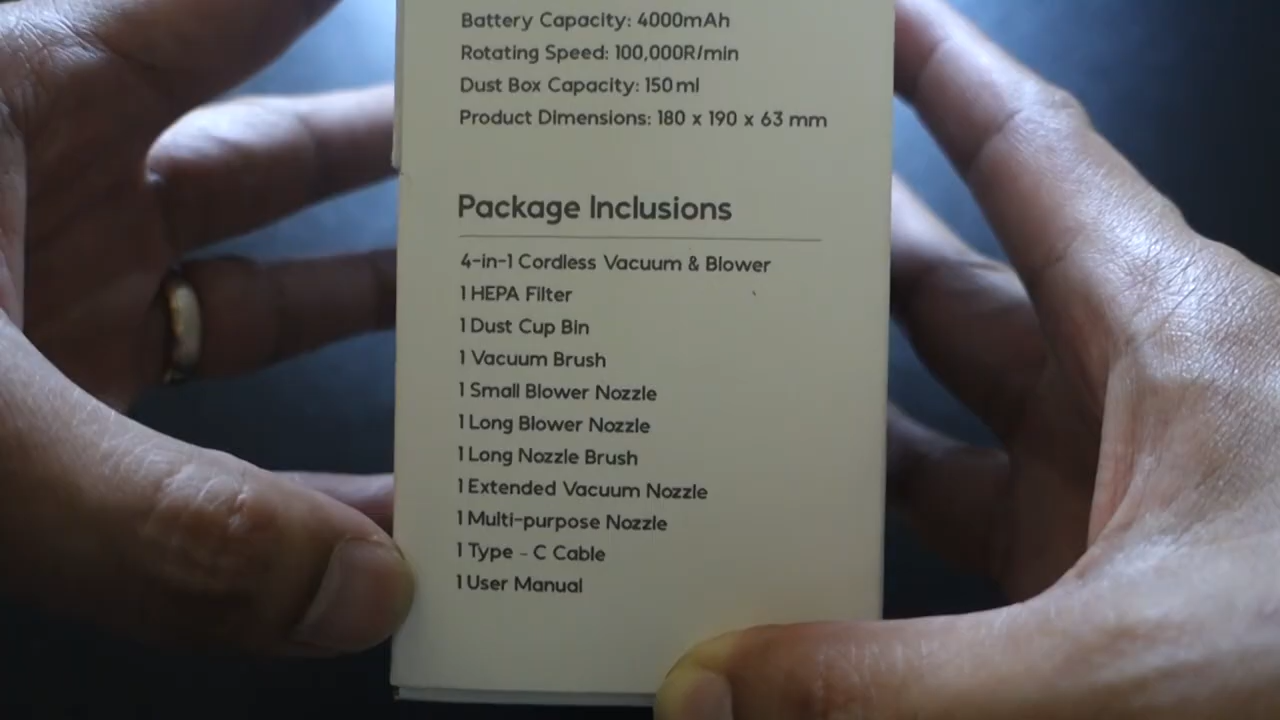 Battery Capacity: 4000mAh
Rotating Speed: 100,000R/min
Dust Box Capacity: 150 ml
Product Dimensions: 180 x 190 x 63 mm
Package Inclusions
4-in-1 Cordless Vacuum & Blower
1 HEPA Filter
1 Dust Cup Bin
1 Vacuum Brush
1 Small Blower Nozzle
1 Long Blower Nozzle
1 Long Nozzle Brush
1 Extended Vacuum Nozzle
1 Multi-purpose Nozzle
1 Type - C Cable
1 User Manual